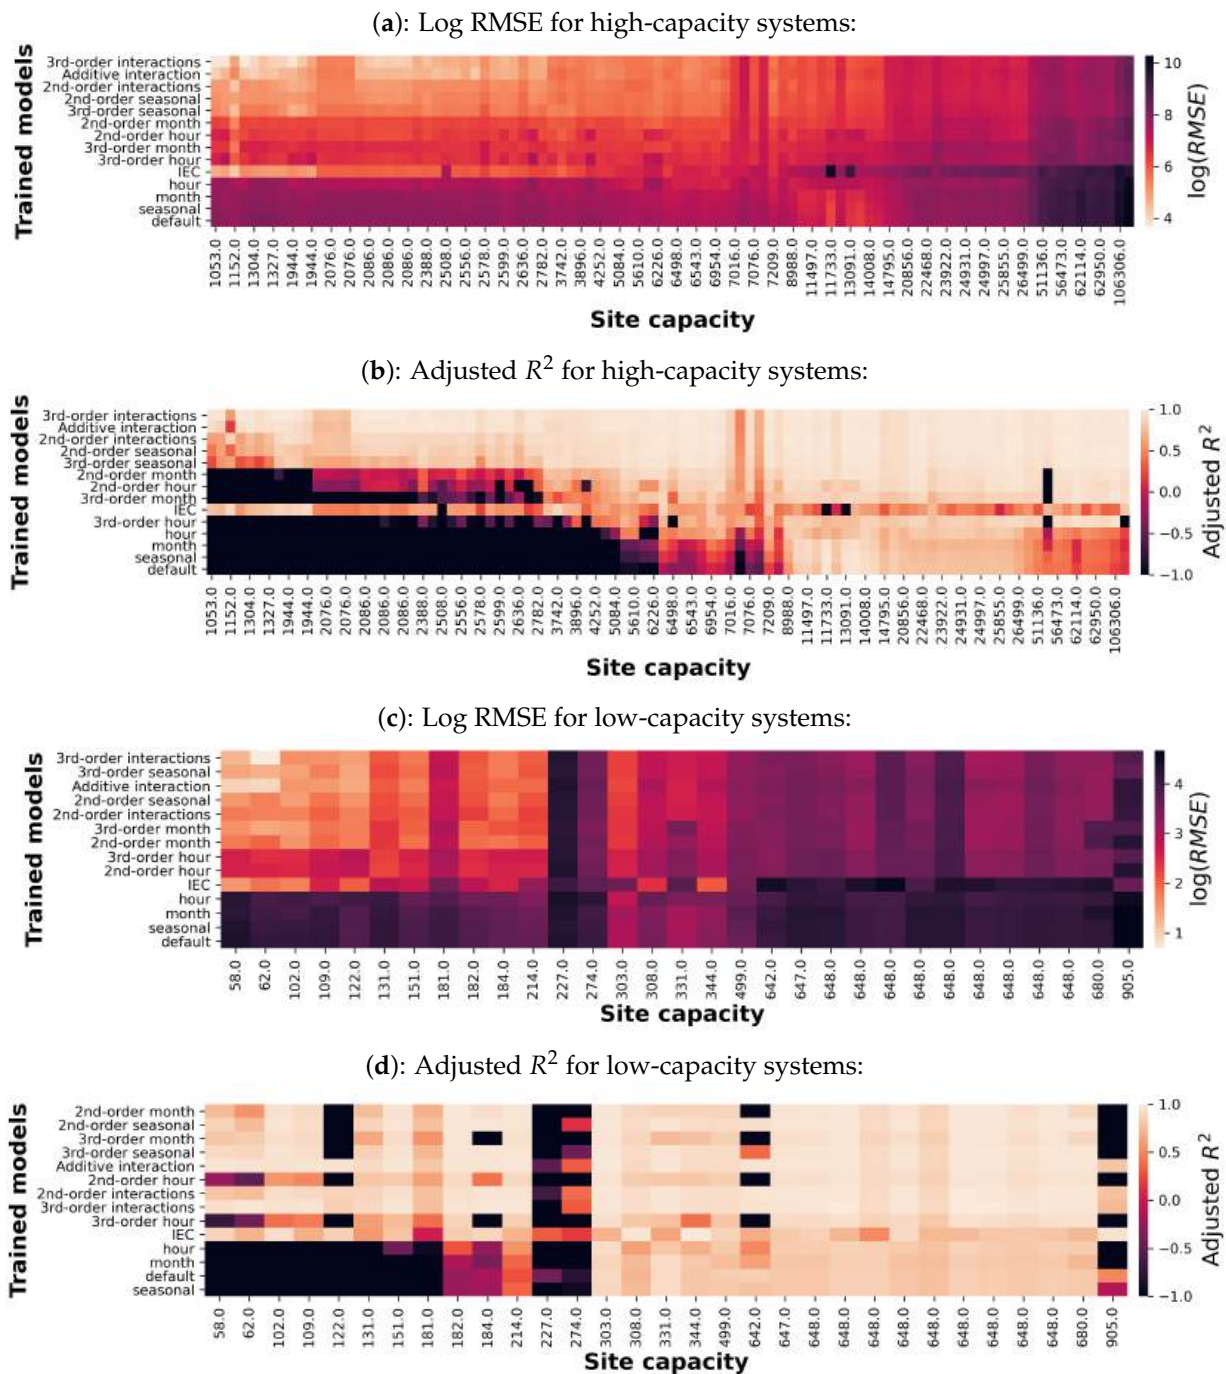 (a): Log RMSE for high-capacity systems:
Trained models
3rd-order interactions
Additive interaction
2nd-order interactions
2nd-order seasonal
3rd-order seasonal
2nd-order month
2nd-order hour
3rd-order month
3rd-order hour
IEC
hour
month
seasonal
default
10
8
6
4
log(RMSE)
1053.0 1152.0 1304.0 1327.0 1944.0 1944.0 2076.0 2076.0 2086.0 2086.0 2086.0 2388.0 2508.0 2556.0 2578.0 2599.0 2636.0 2782.0 3742.0 3896.0 4252.0 5084.0 5610.0 6226.0 6498.0 6543.0 6954.0 7016.0 7076.0 7209.0 8988.0 11497.0 11733.0 13091.0 14008.0 14795.0 20856.0 22468.0 23922.0 24931.0 24997.0 25855.0 26499.0 51136.0 56473.0 62114.0 62950.0 106306.0
Site capacity
(b): Adjusted R² for high-capacity systems:
Trained models
3rd-order interactions
Additive interaction
2nd-order interactions
2nd-order seasonal
3rd-order seasonal
2nd-order month
2nd-order hour
3rd-order month
IEC
3rd-order hour
hour
month
seasonal
default
1.0
0.5
0.0
−0.5
−1.0
Adjusted R²
1053.0 1152.0 1304.0 1327.0 1944.0 1944.0 2076.0 2076.0 2086.0 2086.0 2086.0 2388.0 2508.0 2556.0 2578.0 2599.0 2636.0 2782.0 3742.0 3896.0 4252.0 5084.0 5610.0 6226.0 6498.0 6543.0 6954.0 7016.0 7076.0 7209.0 8988.0 11497.0 11733.0 13091.0 14008.0 14795.0 20856.0 22468.0 23922.0 24931.0 24997.0 25855.0 26499.0 51136.0 56473.0 62114.0 62950.0 106306.0
Site capacity
(c): Log RMSE for low-capacity systems:
Trained models
3rd-order interactions
3rd-order seasonal
Additive interaction
2nd-order seasonal
2nd-order interactions
3rd-order month
2nd-order month
3rd-order hour
2nd-order hour
IEC
hour
month
seasonal
default
4
3
2
1
log(RMSE)
58.0 62.0 102.0 109.0 122.0 131.0 151.0 181.0 182.0 184.0 214.0 227.0 274.0 303.0 308.0 331.0 344.0 499.0 642.0 647.0 648.0 648.0 648.0 648.0 648.0 648.0 648.0 648.0 648.0 680.0 905.0
Site capacity
(d): Adjusted R² for low-capacity systems:
Trained models
2nd-order month
2nd-order seasonal
3rd-order month
3rd-order seasonal
Additive interaction
2nd-order hour
2nd-order interactions
3rd-order interactions
3rd-order hour
IEC
hour
month
default
seasonal
1.0
0.5
0.0
−0.5
−1.0
Adjusted R²
58.0 62.0 102.0 109.0 122.0 131.0 151.0 181.0 182.0 184.0 214.0 227.0 274.0 303.0 308.0 331.0 344.0 499.0 642.0 647.0 648.0 648.0 648.0 648.0 648.0 648.0 648.0 648.0 648.0 680.0 905.0
Site capacity